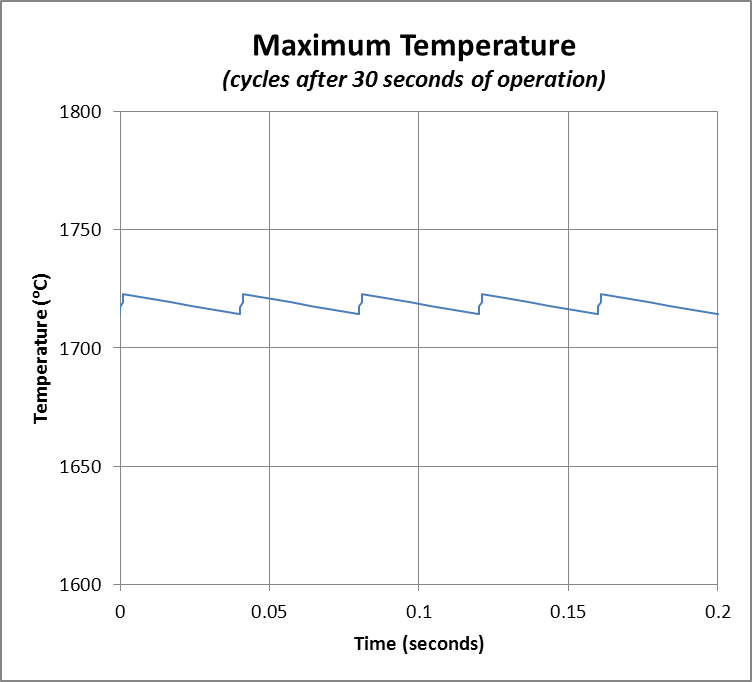 Maximum Temperature
(cycles after 30 seconds of operation)
1800
1750
1700
1650
1600
Temperature (°C)
0 0.05 0.1 0.15 0.2
Time (seconds)